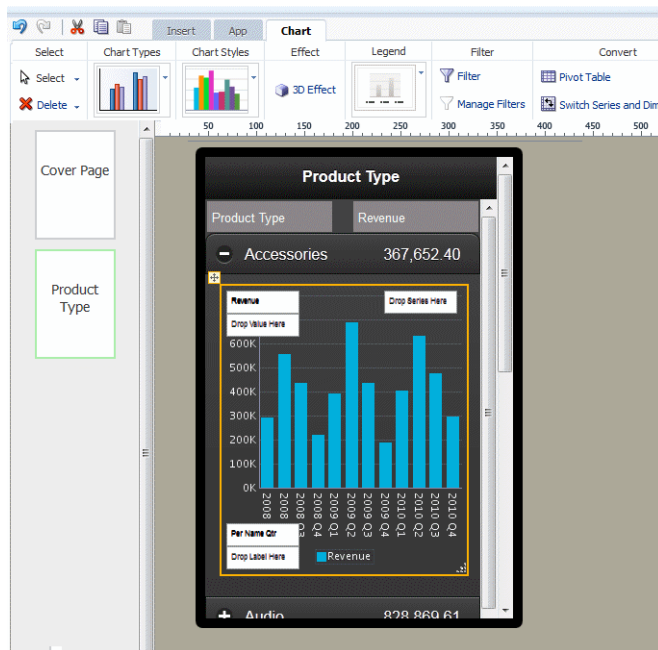 Insert App Chart
Select Chart Types Chart Styles Effect Legend Filter Convert
Select
Delete
3D Effect
Filter
Manage Filters
Pivot Table
Switch Series and Dim
50 100 150 200 250 300 350 400 450 500
Cover Page
Product
Type
Product Type
Product Type Revenue
Accessories 367,652.40
Revenue
Drop Value Here
Drop Series Here
600K
500K
400K
300K
200K
100K
0K
2008
2008
Q3
2008 Q4
2009 Q1
2009 Q2
2009 Q3
2009 Q4
2010 Q1
2010 Q2
2010 Q3
2010 Q4
Per Name Qtr
Drop Label Here
Revenue
Audio 828,869.61